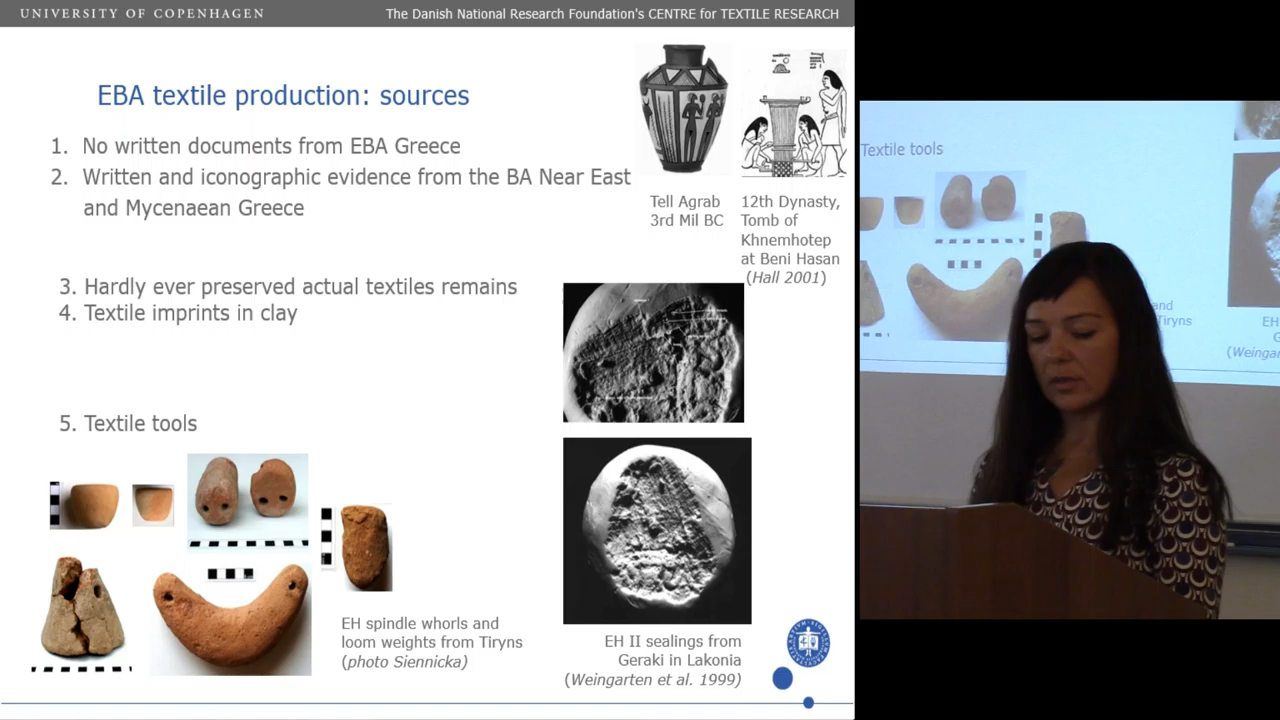 UNIVERSITY OF COPENHAGEN
The Danish National Research Foundation's CENTRE for TEXTILE RESEARCH
EBA textile production: sources
1. No written documents from EBA Greece
2. Written and iconographic evidence from the BA Near East
and Mycenaean Greece
Tell Agrab
3rd Mil BC
12th Dynasty,
Tomb of
Khnemhotep
at Beni Hasan
(Hall 2001)
3. Hardly ever preserved actual textiles remains
4. Textile imprints in clay
5. Textile tools
EH spindle whorls and
loom weights from Tiryns
(photo Siennicka)
EH II sealings from
Geraki in Lakonia
(Weingarten et al. 1999)
Textile tools
and
Tiryns
EH
G
(Weingarte